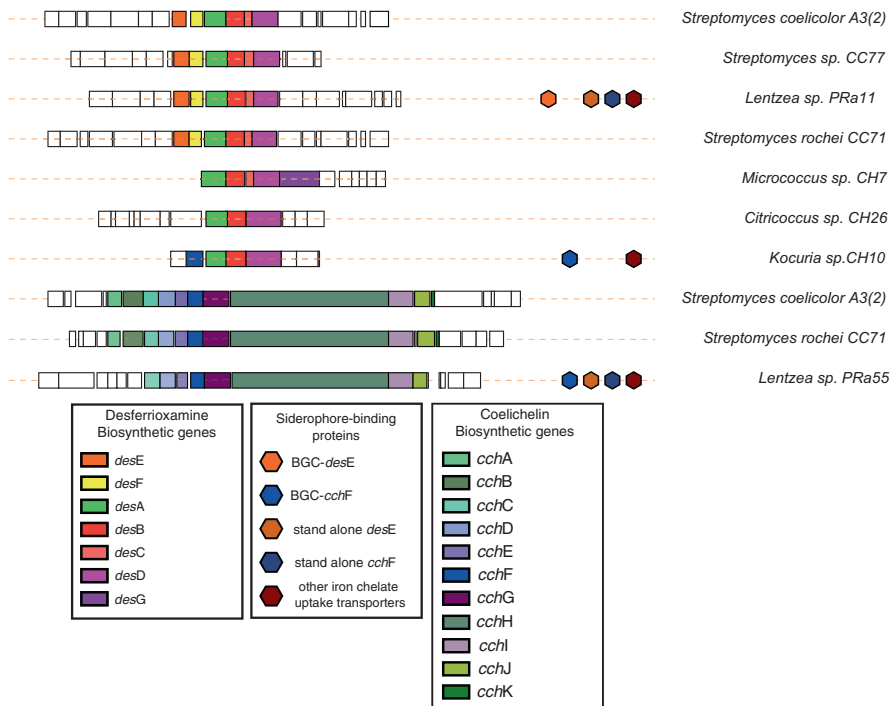 Streptomyces coelicolor A3(2)
Streptomyces sp. CC77
Lentzea sp. PRa11
Streptomyces rochei CC71
Micrococcus sp. CH7
Citricoccus sp. CH26
Kocuria sp.CH10
Streptomyces coelicolor A3(2)
Streptomyces rochei CC71
Lentzea sp. PRa55
Desferrioxamine
Biosynthetic genes
desE
desF
desA
desB
desC
desD
desG
Siderophore-binding
proteins
BGC-desE
BGC-cchF
stand alone desE
stand alone cchF
other iron chelate
uptake transporters
Coelichelin
Biosynthetic genes
cchA
cchB
cchC
cchD
cchE
cchF
cchG
cchH
cchI
cchJ
cchK